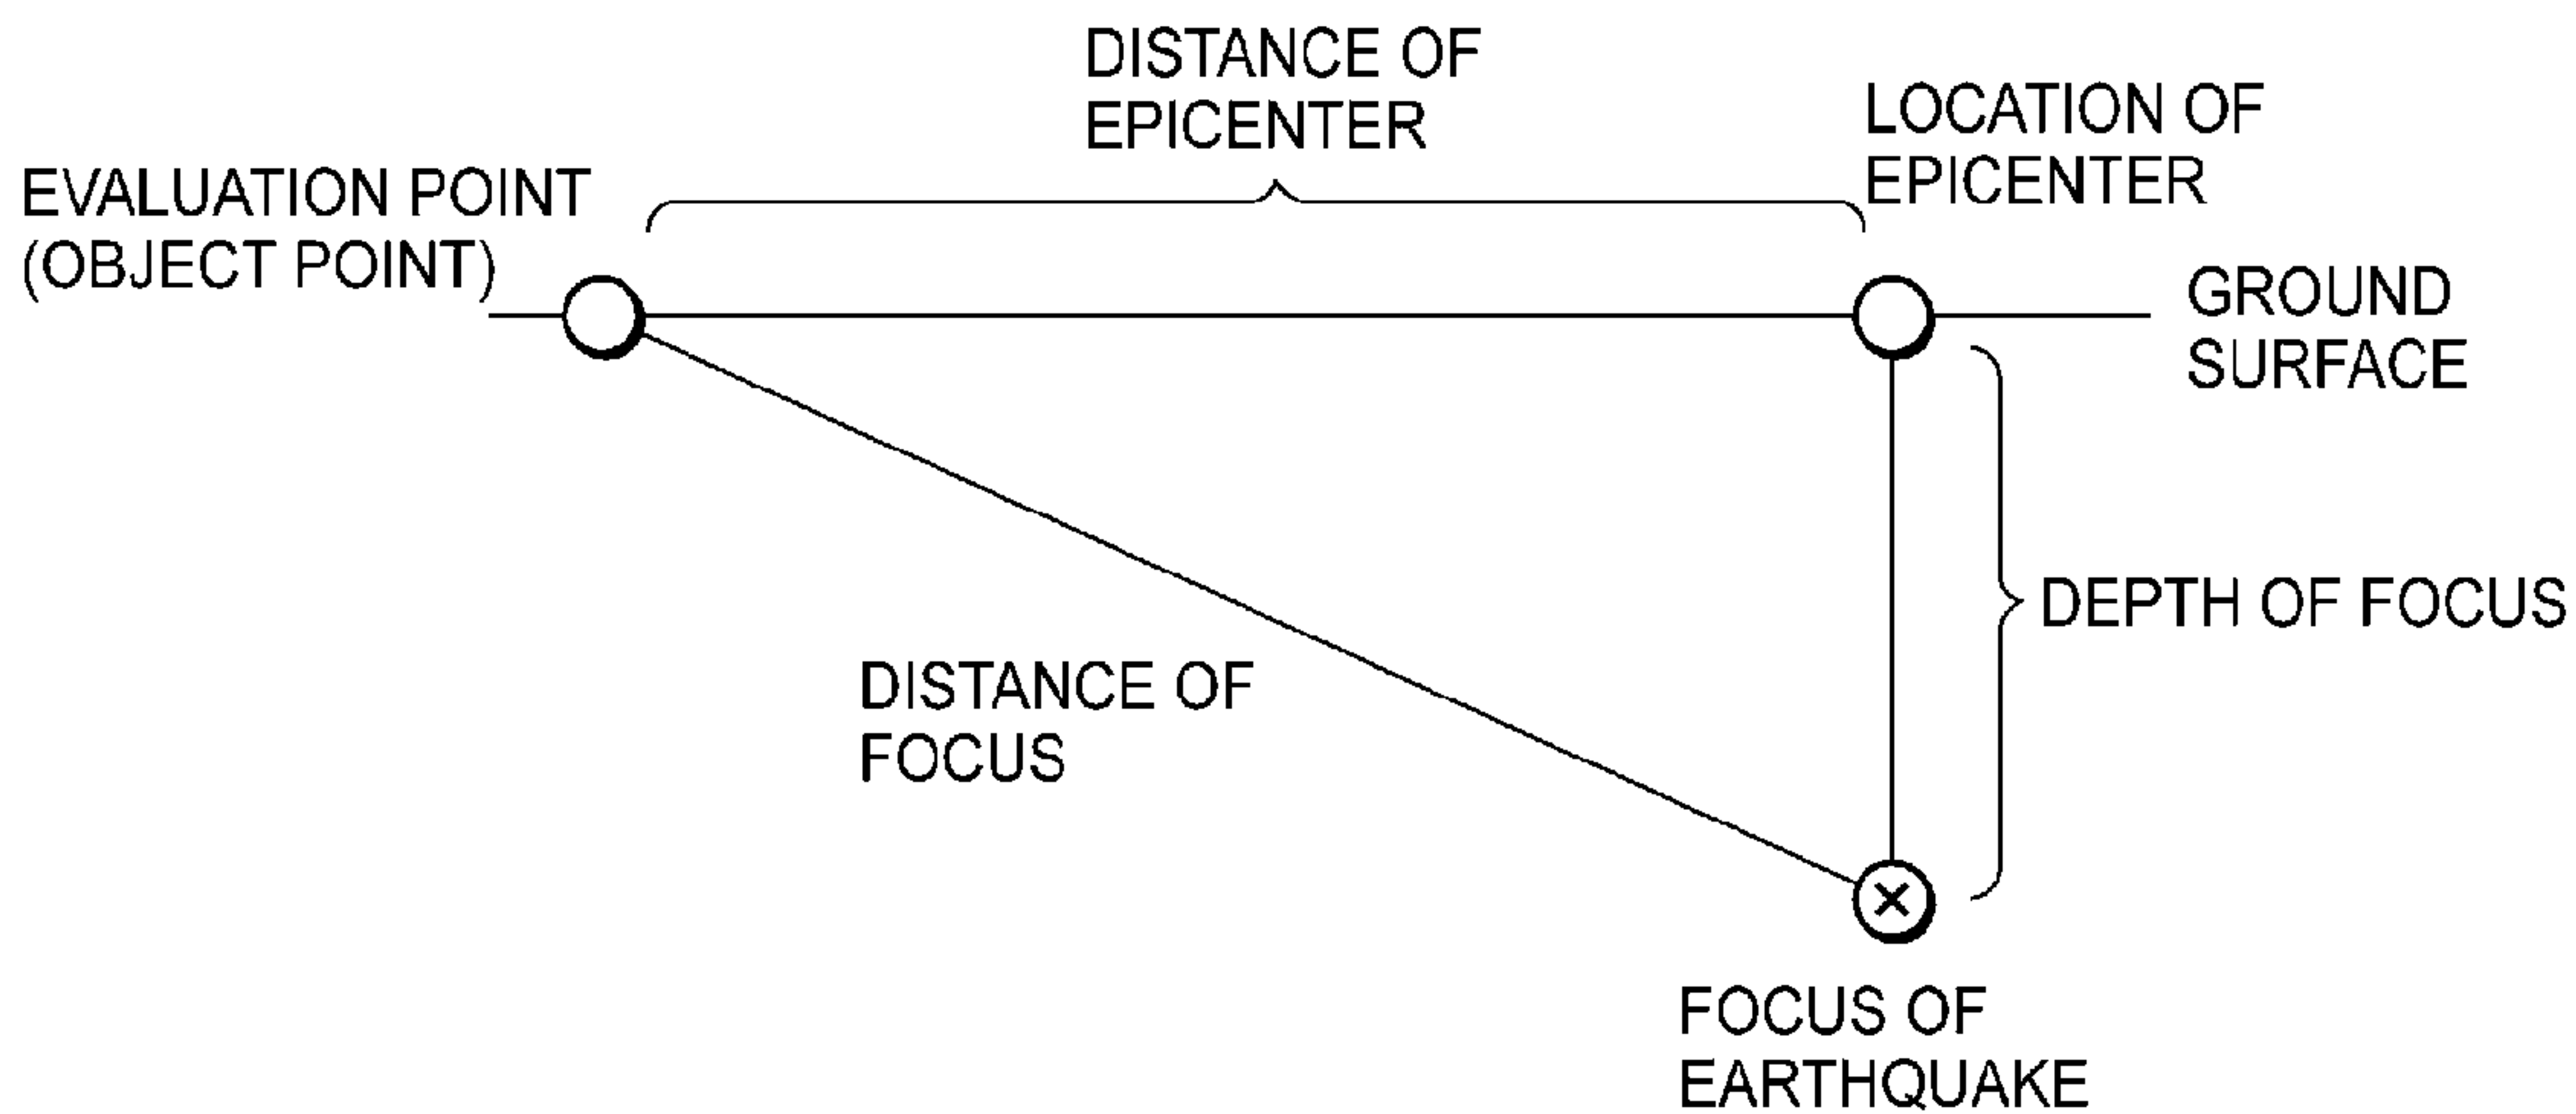 DISTANCE OF
EPICENTER
LOCATION OF
EPICENTER
EVALUATION POINT
(OBJECT POINT)
GROUND
SURFACE
DEPTH OF FOCUS
DISTANCE OF
FOCUS
FOCUS OF
EARTHQUAKE